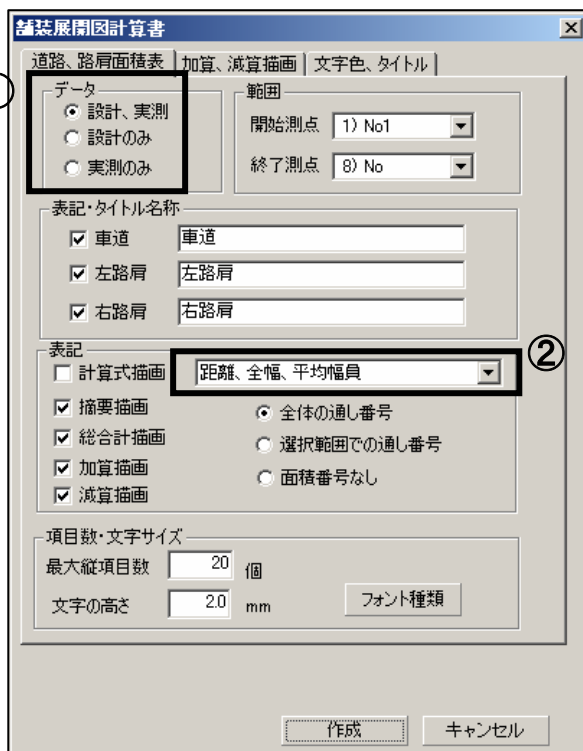 舗装展開図計算書
道路、路肩面積表 加算、減算描画 文字色、タイトル
データ
設計、実測
設計のみ
実測のみ
範囲
開始測点 1) No1
終了測点 8) No
表記・タイトル名称
車道 車道
左路肩 左路肩
右路肩 右路肩
表記
計算式描画 距離、全幅、平均幅員
②
摘要描画
総合計描画
加算描画
減算描画
全体の通し番号
選択範囲での通し番号
面積番号なし
項目数・文字サイズ
最大縦項目数 20 個
文字の高さ 2.0 mm
フォント種類
作成 キャンセル